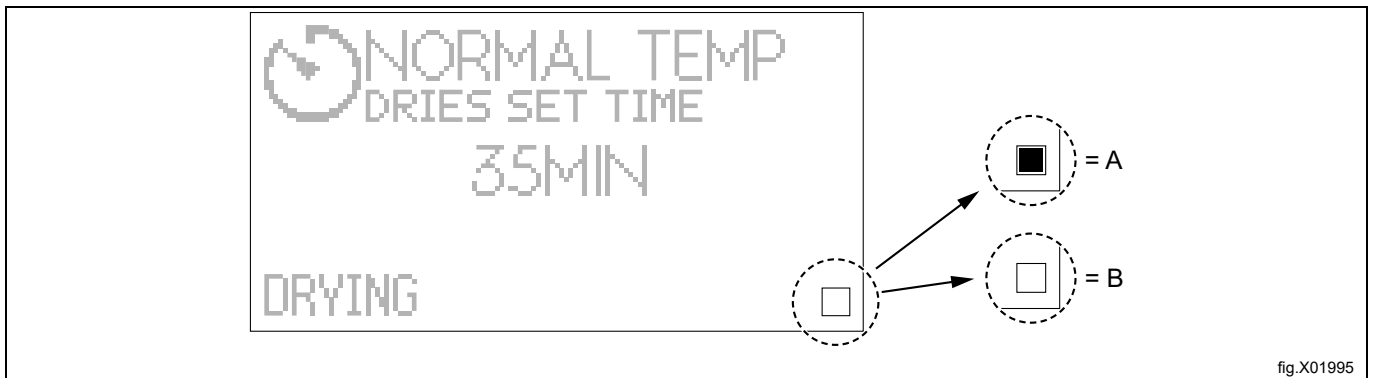 NORMAL TEMP
DRIES SET TIME
35MIN
DRYING
= A
= B
fig.X01995